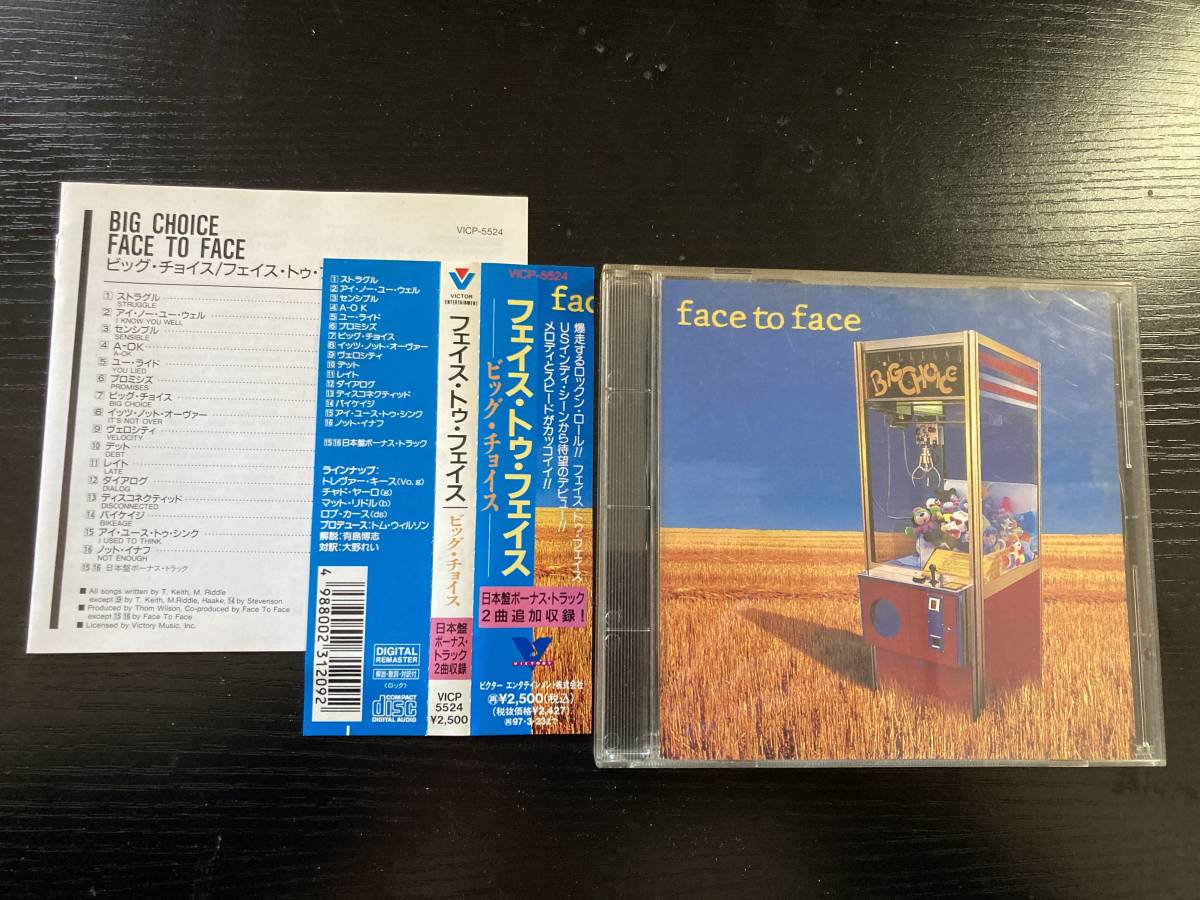 BIG CHOICE
FACE TO FACE
ビッグ・チョイス/フェイス・トゥ・フ
VICP-5524
1 ストラグル
STRUGGLE
2 アイ・ノー・ユー・ウェル
I KNOW YOU WELL
3 センシブル
SENSIBLE
4 A-OK
A-OK
5 ユー・ライド
YOU LIED
6 プロミシズ
PROMISES
7 ビッグ・チョイス
BIG CHOICE
8 イッツ・ノット・オーヴァー
IT'S NOT OVER
9 ヴェロシティ
VELOCITY
10 デット
DEBT
11 レイト
LATE
12 ダイアログ
DIALOG
13 ディスコネクティッド
DISCONNECTED
14 バイケイジ
BIKEAGE
15 アイ・ユース・トゥ・シンク
I USED TO THINK
16 ノット・イナフ
NOT ENOUGH
15 16 日本盤ボーナス・トラック
■ All songs written by T. Keith, M. Riddle
except 9 by T. Keith, M.Riddle, Haake, 14 by Stevenson.
■ Produced by Thom Wilson, Co-produced by Face To Face
except 15 16 by Face to Face
■ Licensed by Victory Music, Inc.
1 ストラグル
2 アイ・ノー・ユー・ウェル
3 センシブル
4 A-OK
5 ユー・ライド
6 プロミシズ
7 ビッグ・チョイス
8 イッツ・ノット・オーヴァー
9 ヴェロシティ
10 デット
11 レイト
12 ダイアログ
13 ディスコネクティッド
14 バイケイジ
15 アイ・ユース・トゥ・シンク
16 ノット・イナフ
15 16 日本盤ボーナス・トラック
ラインナップ:
トレヴァー・キース(Vo, g)
チャド・ヤーロ(g)
マット・リドル(b)
ロブ・カース(ds)
プロデュース:トム・ウィルソン
解説:有島博志
対訳:大野れい
4 988002 312092
DIGITAL
REMASTER
解説・歌詞・対訳付
(ロック)
COMPACT
disc
DIGITAL AUDIO
VICTOR
ENTERTAINMENT
フェイス・トゥ・フェイス
ビッグ・チョイス
日本盤
ボーナス・
トラック
2曲収録
VICP
5524
¥2,500
VICP-5524
fac
フェイス・トゥ・フェイス
ビッグ・チョイス
爆走するロックン・ロール!! フェイス・トゥ・フェイス
USインディ・シーンから待望のデビュー!!
メロディとスピードがカッコイイ!!
日本盤ボーナス・トラック
2曲追加収録!
VICTORY
ビクター エンタテインメント株式会社
再¥2,500(税込)
(税抜価格¥2,427)
再97・3・23まで
face to face
BIG CHOICE